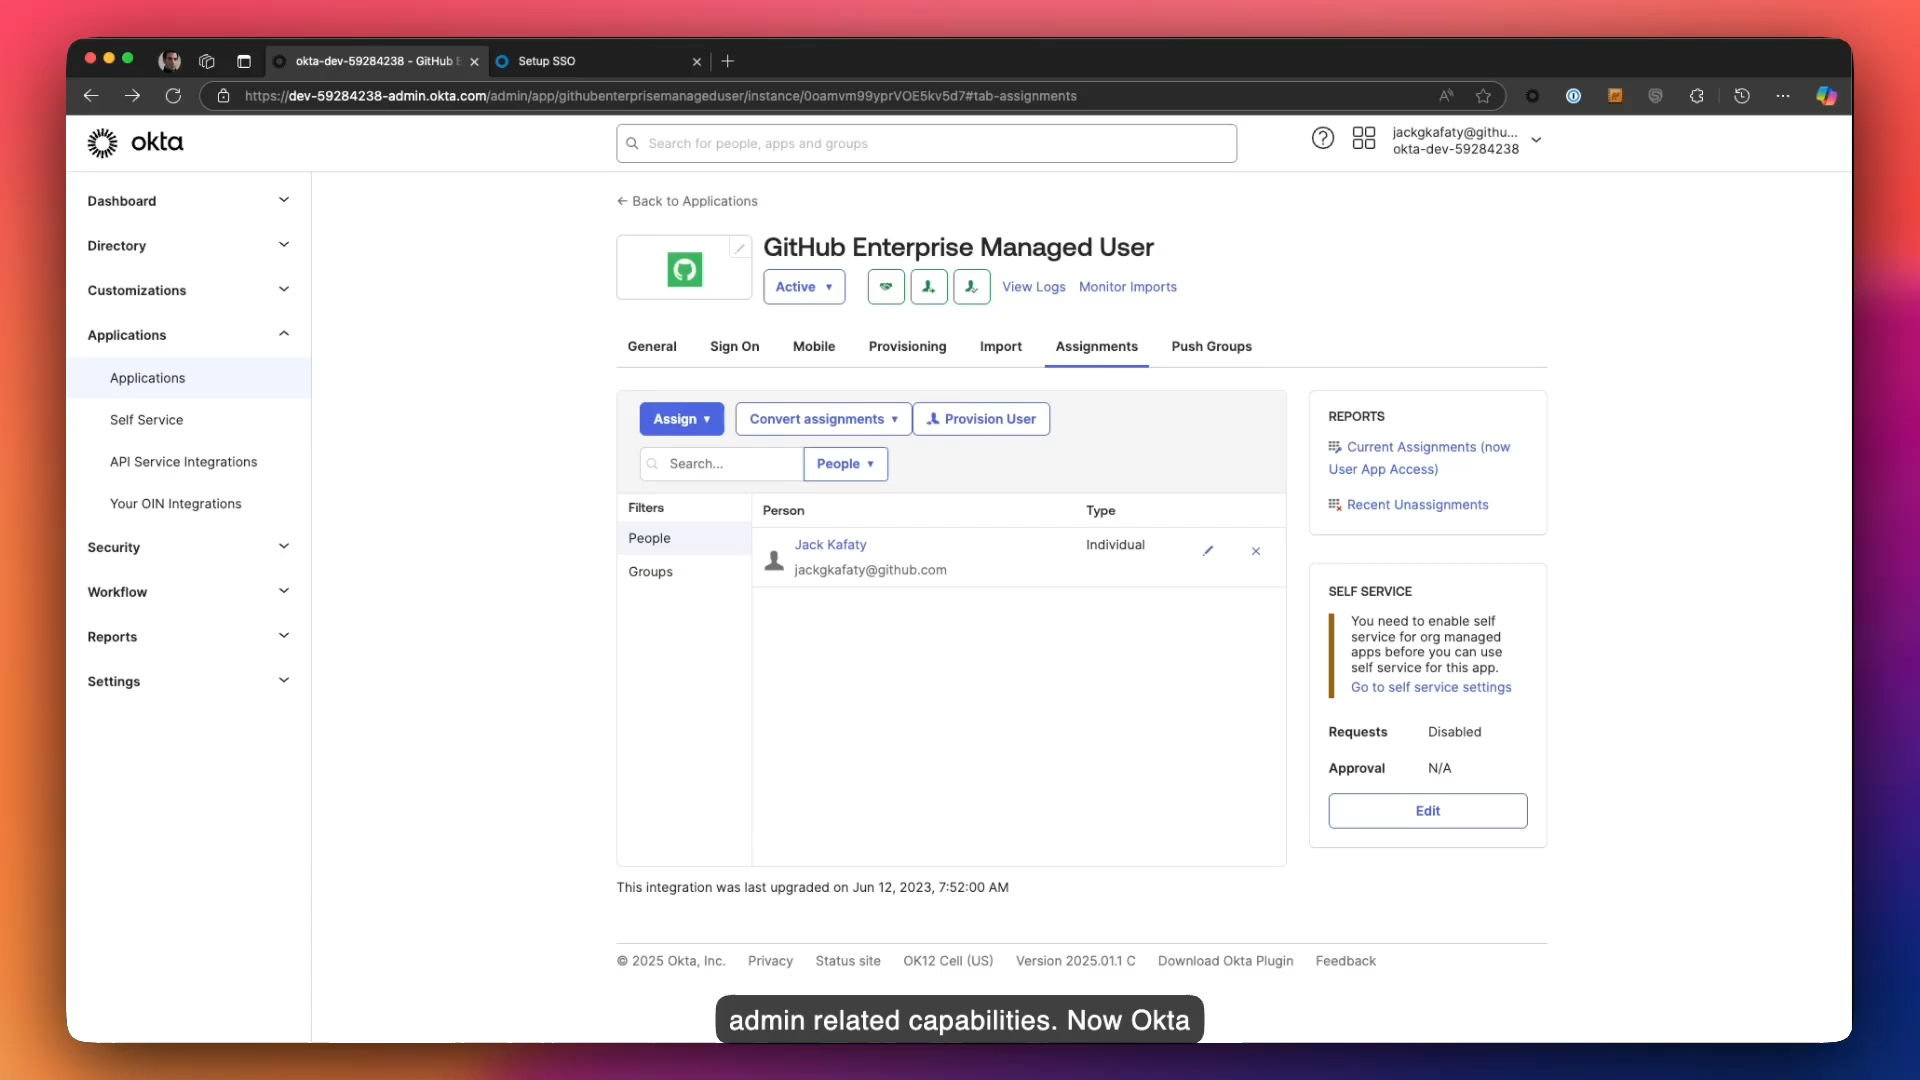 okta-dev-59284238 - GitHub E
Setup SSO
https://dev-59284238-admin.okta.com/admin/app/githubenterprisemanageduser/instance/0oamvm99yprVOE5kv5d7#tab-assignments
okta
Search for people, apps and groups
jackgkafaty@githu...
okta-dev-59284238
Dashboard
Directory
Customizations
Applications
Applications
Self Service
API Service Integrations
Your OIN Integrations
Security
Workflow
Reports
Settings
← Back to Applications
GitHub Enterprise Managed User
Active
View Logs
Monitor Imports
General
Sign On
Mobile
Provisioning
Import
Assignments
Push Groups
Assign
Convert assignments
Provision User
Search...
People
Filters
People
Groups
Person
Type
Jack Kafaty
Individual
jackgkafaty@github.com
REPORTS
Current Assignments (now
User App Access)
Recent Unassignments
SELF SERVICE
You need to enable self
service for org managed
apps before you can use
self service for this app.
Go to self service settings
Requests
Disabled
Approval
N/A
Edit
This integration was last upgraded on Jun 12, 2023, 7:52:00 AM
© 2025 Okta, Inc.
Privacy
Status site
OK12 Cell (US)
Version 2025.01.1 C
Download Okta Plugin
Feedback
admin related capabilities. Now Okta